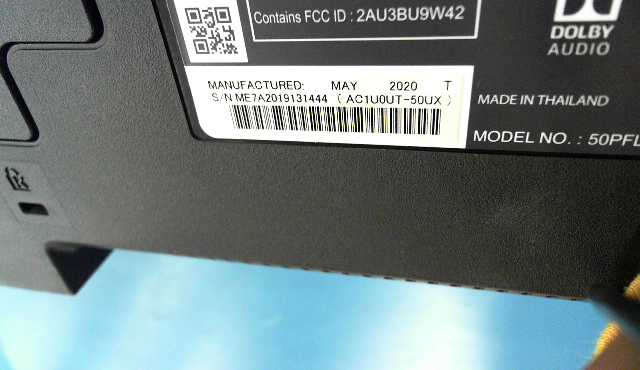 Contains FCC ID : 2AU3BU9W42
DOLBY
AUDIO
MANUFACTURED: MAY 2020 T
S/N ME7A2019131444 ( AC1U0UT-50UX )
MADE IN THAILAND
MODEL NO. : 50PFL